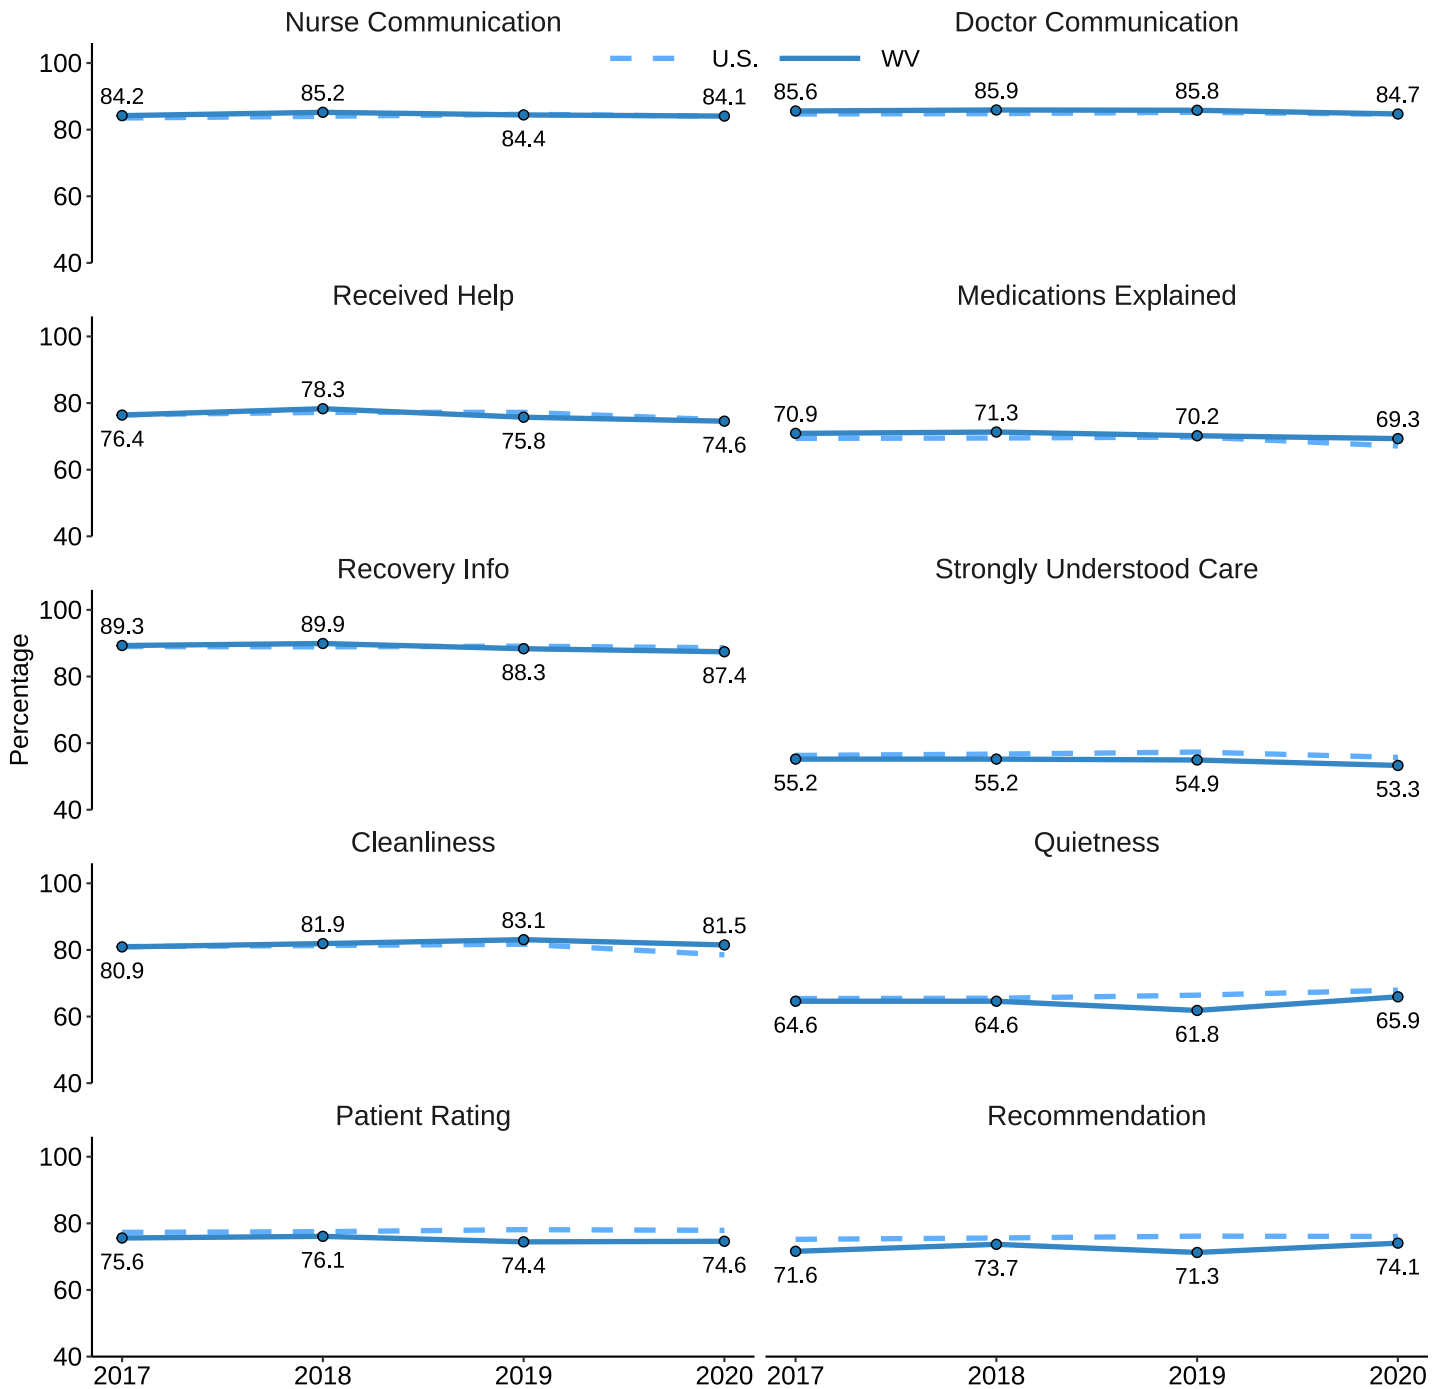 Nurse Communication
Doctor Communication
U.S. WV
100
80
60
40
84.2 85.2 84.4 84.1
85.6 85.9 85.8 84.7
Received Help
Medications Explained
100
80
60
40
76.4 78.3 75.8 74.6
70.9 71.3 70.2 69.3
Recovery Info
Strongly Understood Care
Percentage
100
80
60
40
89.3 89.9 88.3 87.4
55.2 55.2 54.9 53.3
Cleanliness
Quietness
100
80
60
40
80.9 81.9 83.1 81.5
64.6 64.6 61.8 65.9
Patient Rating
Recommendation
100
80
60
40
75.6 76.1 74.4 74.6
71.6 73.7 71.3 74.1
2017 2018 2019 2020 2017 2018 2019 2020